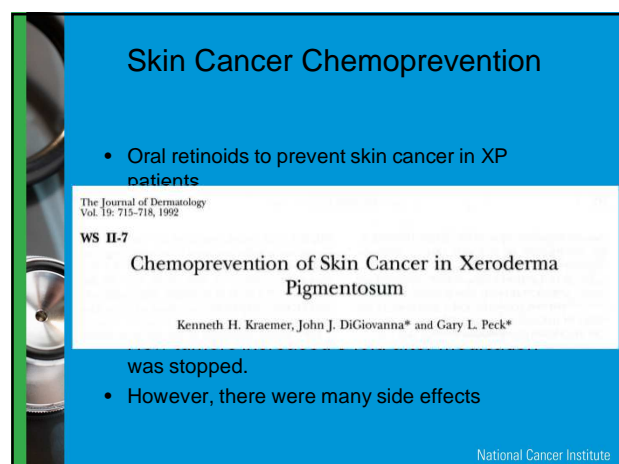 Skin Cancer Chemoprevention
• Oral retinoids to prevent skin cancer in XP
patients
The Journal of Dermatology
Vol. 19: 715–718, 1992
WS II-7
Chemoprevention of Skin Cancer in Xeroderma
Pigmentosum
Kenneth H. Kraemer, John J. DiGiovanna* and Gary L. Peck*
was stopped.
• However, there were many side effects
National Cancer Institute